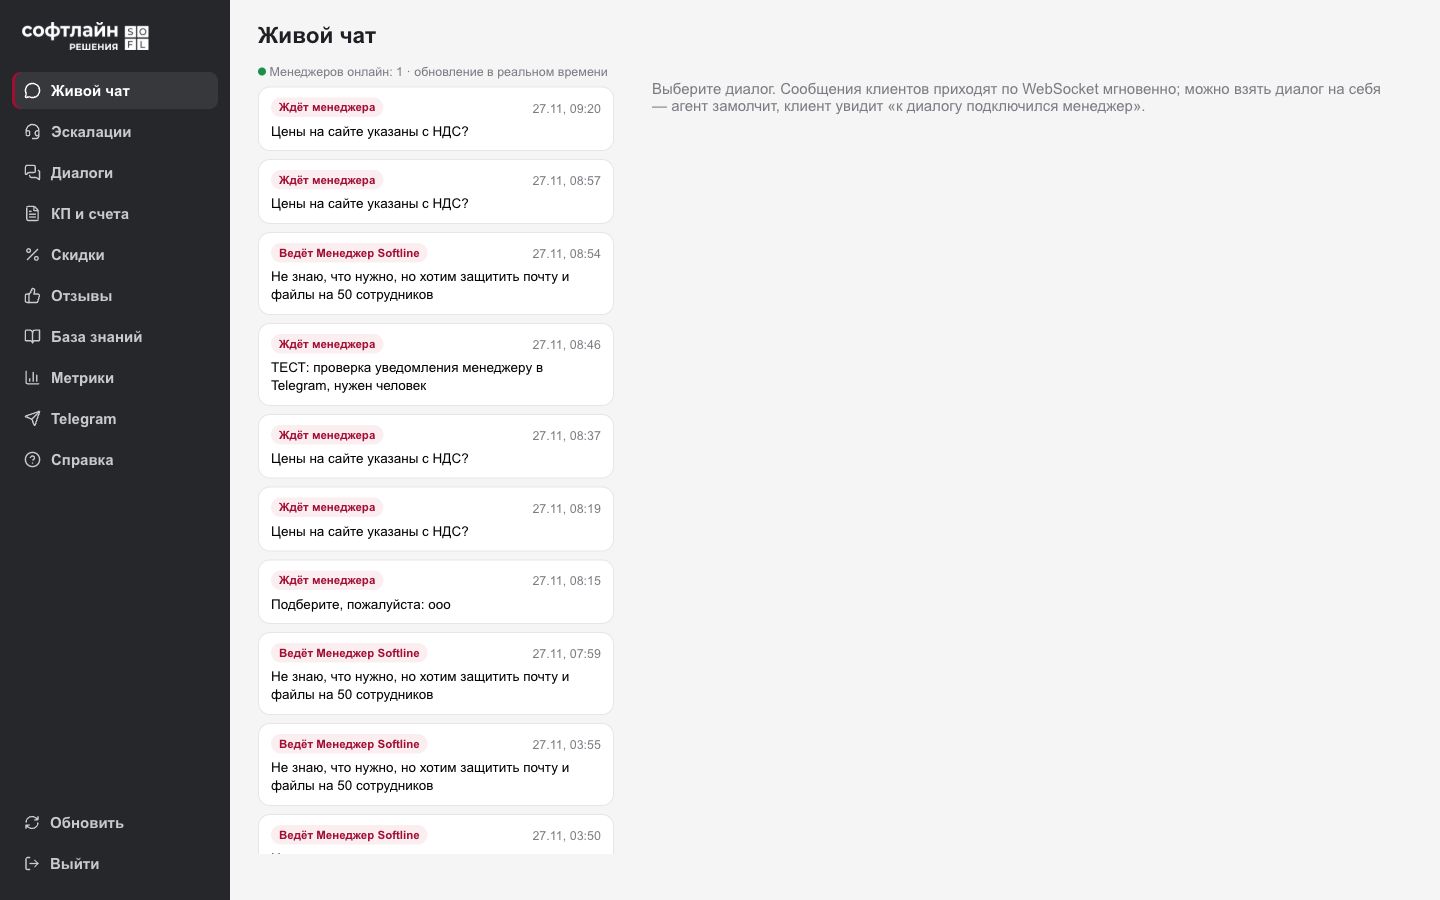 софтлайн
РЕШЕНИЯ
SO
FL
Живой чат
Эскалации
Диалоги
КП и счета
Скидки
Отзывы
База знаний
Метрики
Telegram
Справка
Обновить
Выйти
Живой чат
Менеджеров онлайн: 1 · обновление в реальном времени
Ждёт менеджера 27.11, 09:20
Цены на сайте указаны с НДС?
Ждёт менеджера 27.11, 08:57
Цены на сайте указаны с НДС?
Ведёт Менеджер Softline 27.11, 08:54
Не знаю, что нужно, но хотим защитить почту и
файлы на 50 сотрудников
Ждёт менеджера 27.11, 08:46
ТЕСТ: проверка уведомления менеджеру в
Telegram, нужен человек
Ждёт менеджера 27.11, 08:37
Цены на сайте указаны с НДС?
Ждёт менеджера 27.11, 08:19
Цены на сайте указаны с НДС?
Ждёт менеджера 27.11, 08:15
Подберите, пожалуйста: ооо
Ведёт Менеджер Softline 27.11, 07:59
Не знаю, что нужно, но хотим защитить почту и
файлы на 50 сотрудников
Ведёт Менеджер Softline 27.11, 03:55
Не знаю, что нужно, но хотим защитить почту и
файлы на 50 сотрудников
Ведёт Менеджер Softline 27.11, 03:50
Выберите диалог. Сообщения клиентов приходят по WebSocket мгновенно; можно взять диалог на себя
— агент замолчит, клиент увидит «к диалогу подключился менеджер».